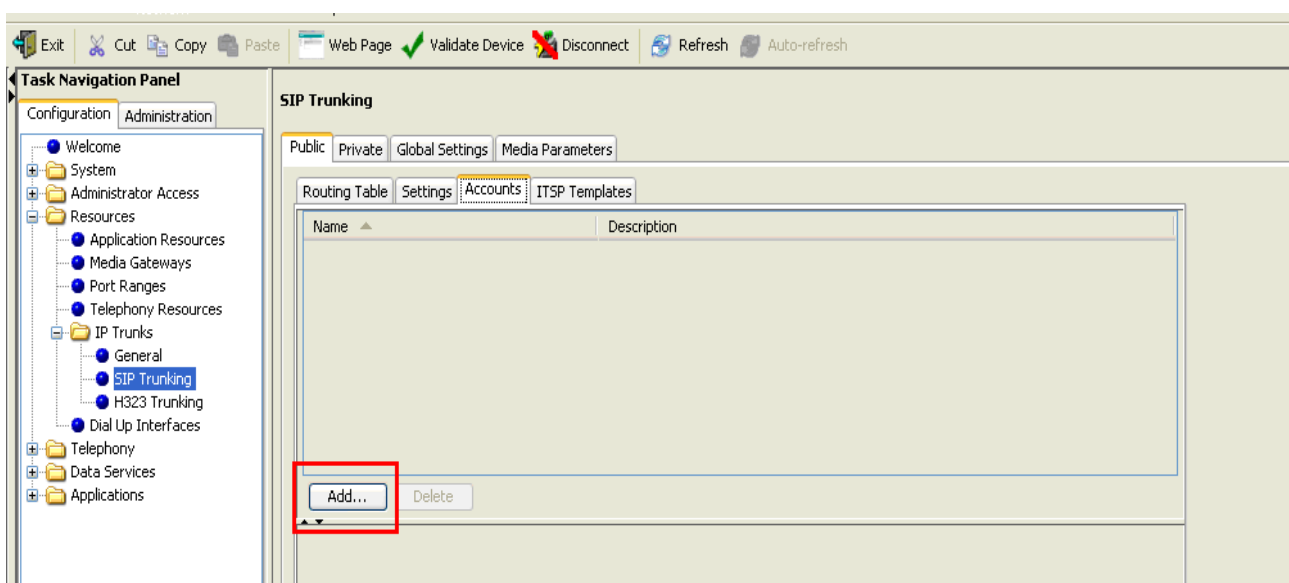 Exit Cut Copy Paste Web Page Validate Device Disconnect Refresh Auto-refresh
Task Navigation Panel
Configuration Administration
Welcome
System
Administrator Access
Resources
Application Resources
Media Gateways
Port Ranges
Telephony Resources
IP Trunks
General
SIP Trunking
H323 Trunking
Dial Up Interfaces
Telephony
Data Services
Applications
SIP Trunking
Public Private Global Settings Media Parameters
Routing Table Settings Accounts ITSP Templates
Name Description
Add... Delete